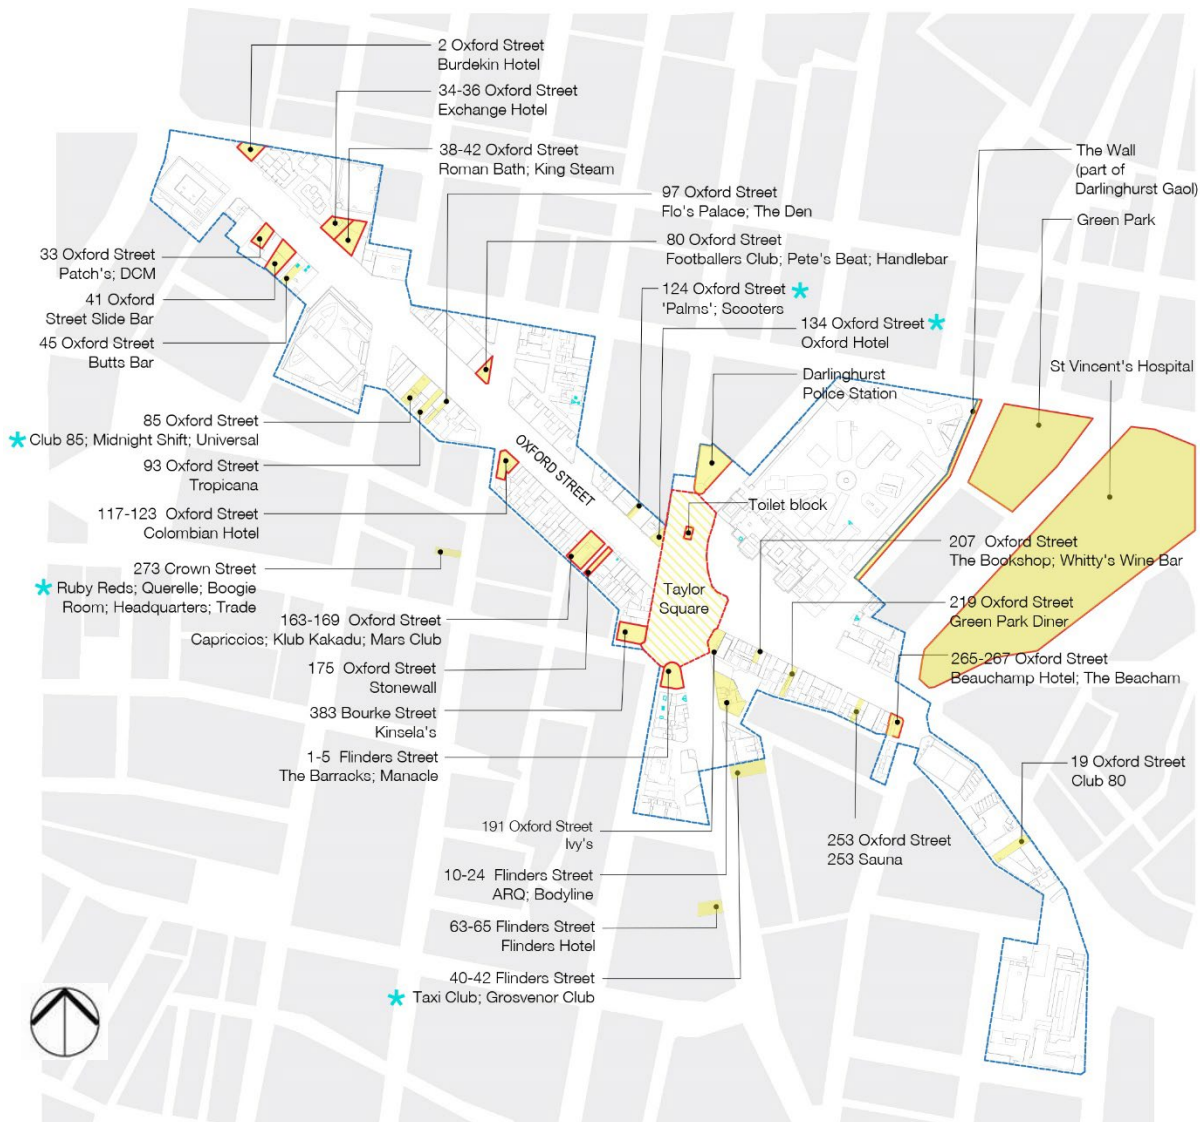 2 Oxford Street
Burdekin Hotel
34-36 Oxford Street
Exchange Hotel
38-42 Oxford Street
Roman Bath; King Steam
97 Oxford Street
Flo's Palace; The Den
80 Oxford Street
Footballers Club; Pete's Beat; Handlebar
124 Oxford Street
'Palms'; Scooters
134 Oxford Street
Oxford Hotel
Darlinghurst
Police Station
The Wall
(part of
Darlinghurst Gaol)
Green Park
St Vincent's Hospital
33 Oxford Street
Patch's; DCM
41 Oxford
Street Slide Bar
45 Oxford Street
Butts Bar
85 Oxford Street
Club 85; Midnight Shift; Universal
93 Oxford Street
Tropicana
117-123 Oxford Street
Colombian Hotel
273 Crown Street
Ruby Reds; Querelle; Boogie
Room; Headquarters; Trade
163-169 Oxford Street
Capriccios; Klub Kakadu; Mars Club
175 Oxford Street
Stonewall
383 Bourke Street
Kinsela's
1-5 Flinders Street
The Barracks; Manacle
OXFORD STREET
Toilet block
Taylor
Square
207 Oxford Street
The Bookshop; Whitty's Wine Bar
219 Oxford Street
Green Park Diner
265-267 Oxford Street
Beauchamp Hotel; The Beacham
19 Oxford Street
Club 80
253 Oxford Street
253 Sauna
191 Oxford Street
Ivy's
10-24 Flinders Street
ARQ; Bodyline
63-65 Flinders Street
Flinders Hotel
40-42 Flinders Street
Taxi Club; Grosvenor Club